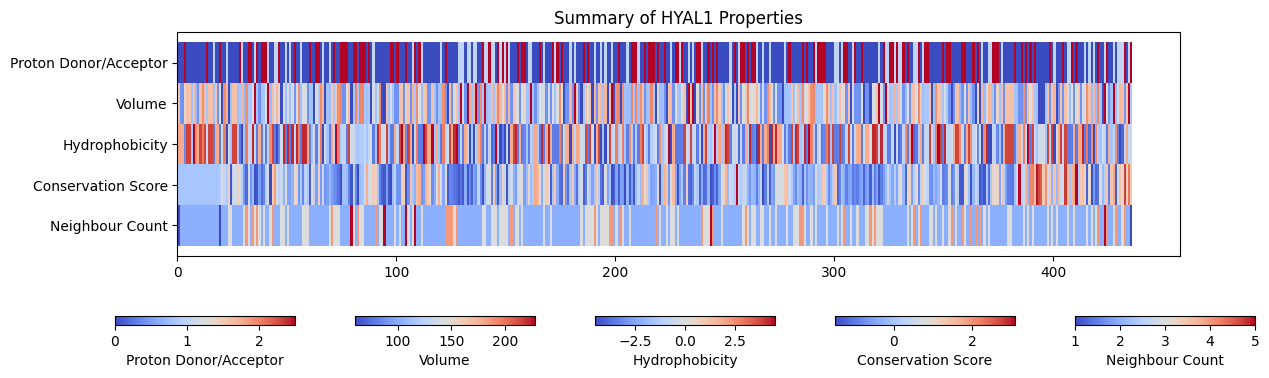 Summary of HYAL1 Properties
Proton Donor/Acceptor
Volume
Hydrophobicity
Conservation Score
Neighbour Count
0 100 200 300 400
0 1 2 100 150 200 −2.5 0.0 2.5 0 2 1 2 3 4 5
Proton Donor/Acceptor Volume Hydrophobicity Conservation Score Neighbour Count